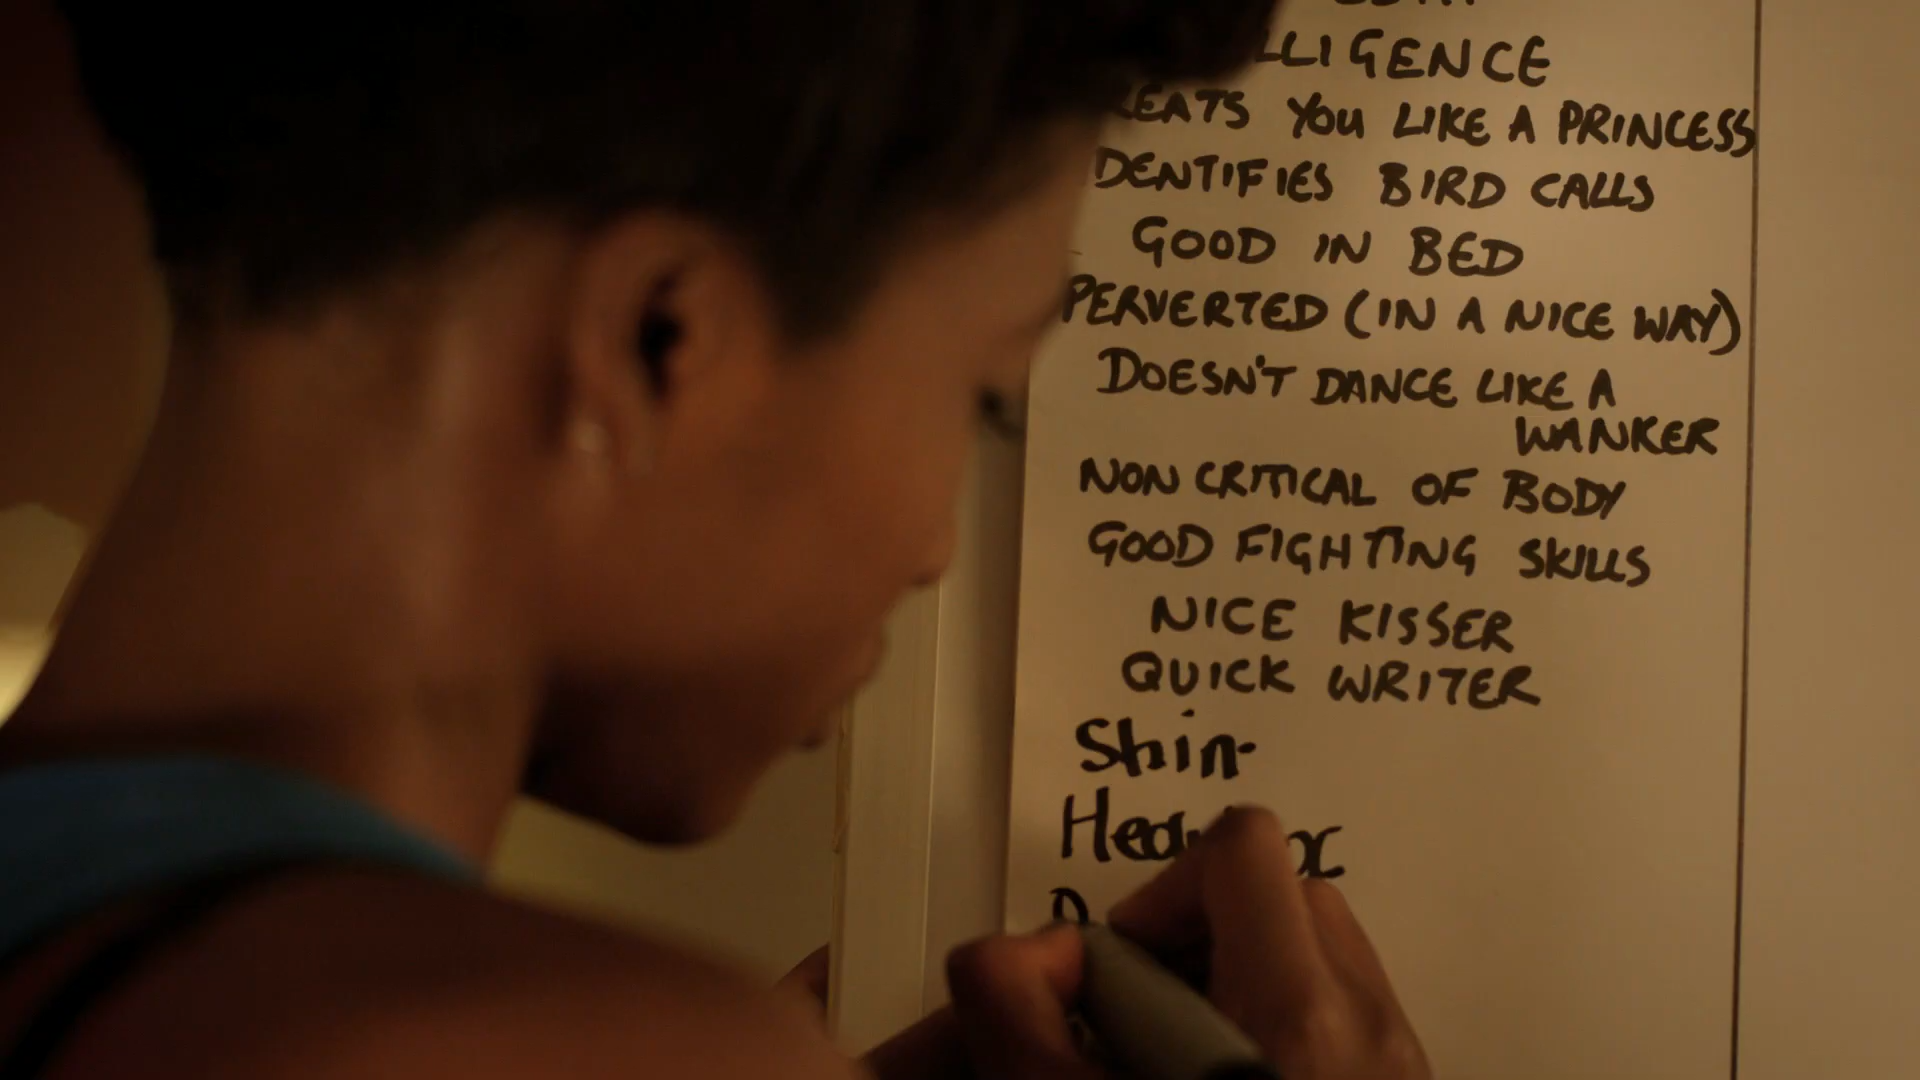 LLIGENCE
REATS YOU LIKE A PRINCESS
DENTIFIES BIRD CALLS
GOOD IN BED
PERVERTED (IN A NICE WAY)
DOESN'T DANCE LIKE A
WANKER
NON CRITICAL OF BODY
GOOD FIGHTING SKILLS
NICE KISSER
QUICK WRITER
Shin